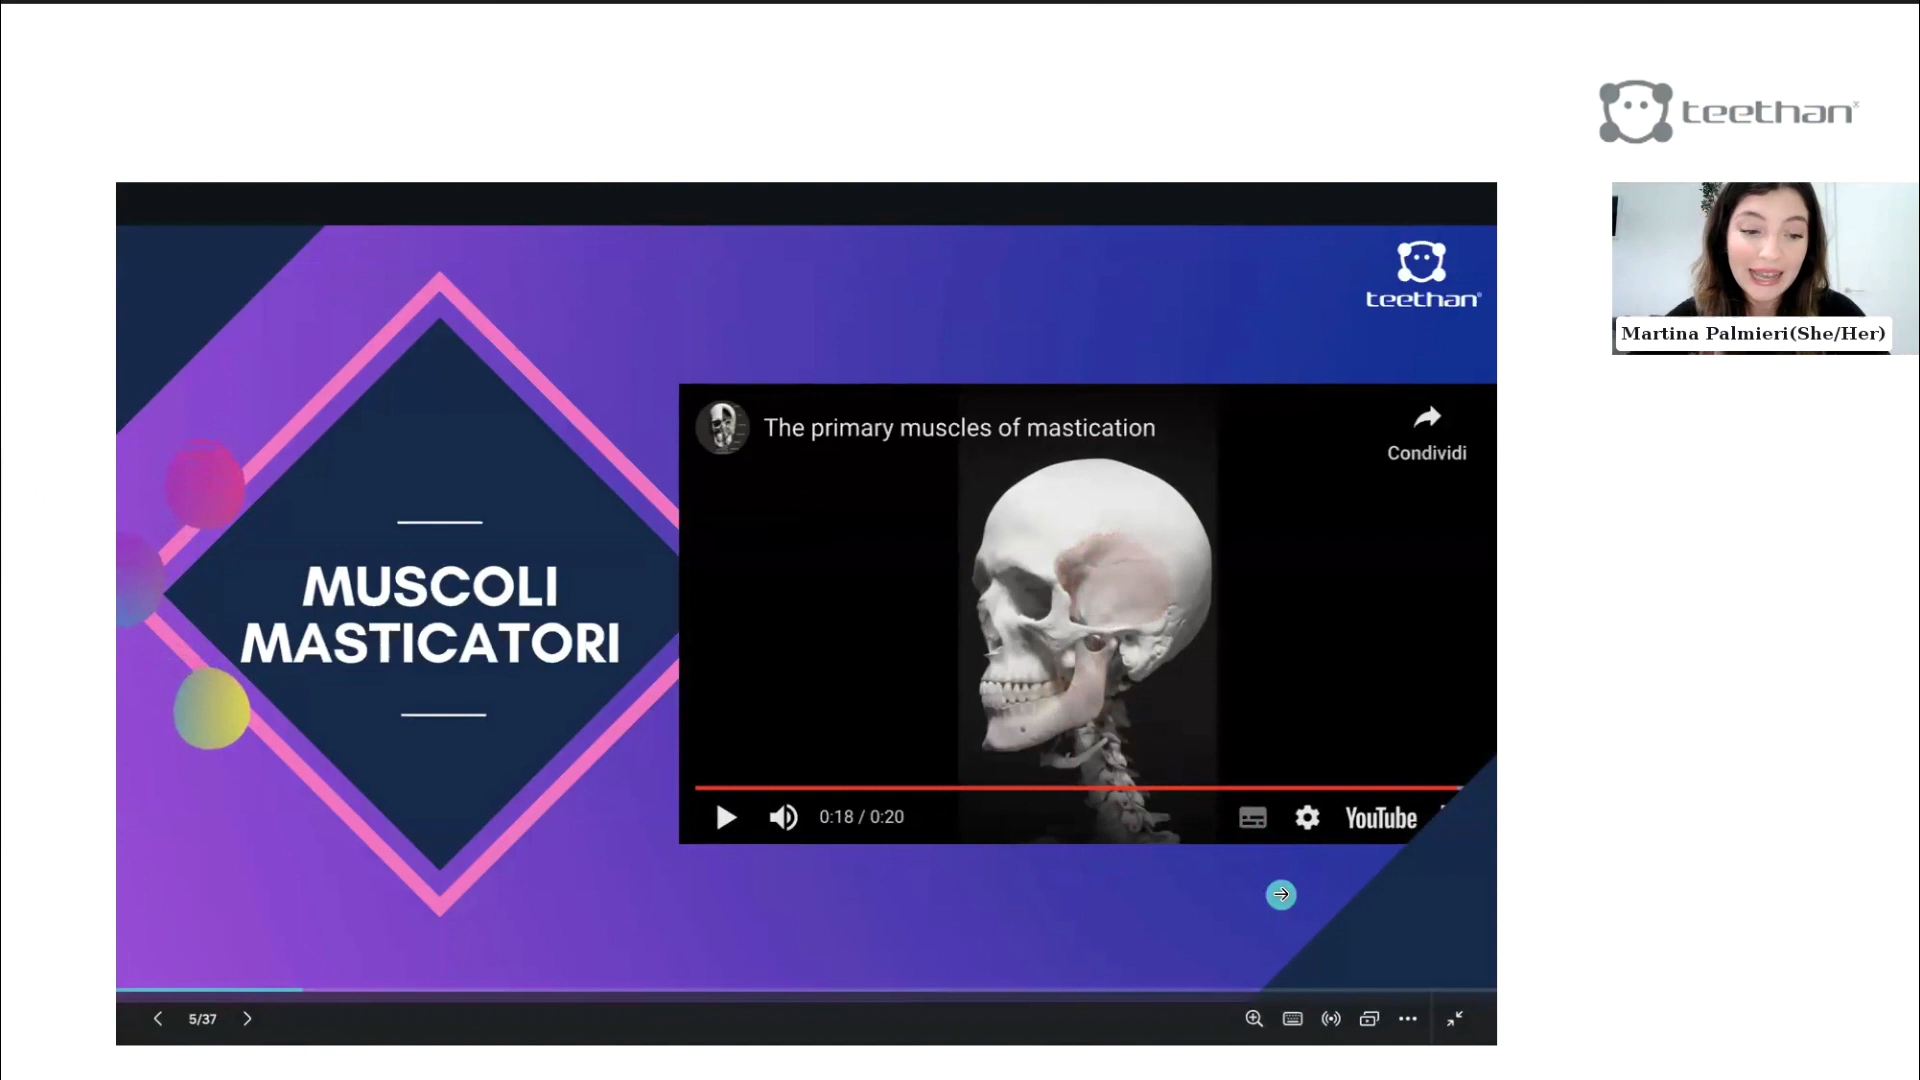 teethan
Martina Palmieri(She/Her)
teethan
MUSCOLI
MASTICATORI
The primary muscles of mastication
Condividi
0:18 / 0:20
YouTube
5/37